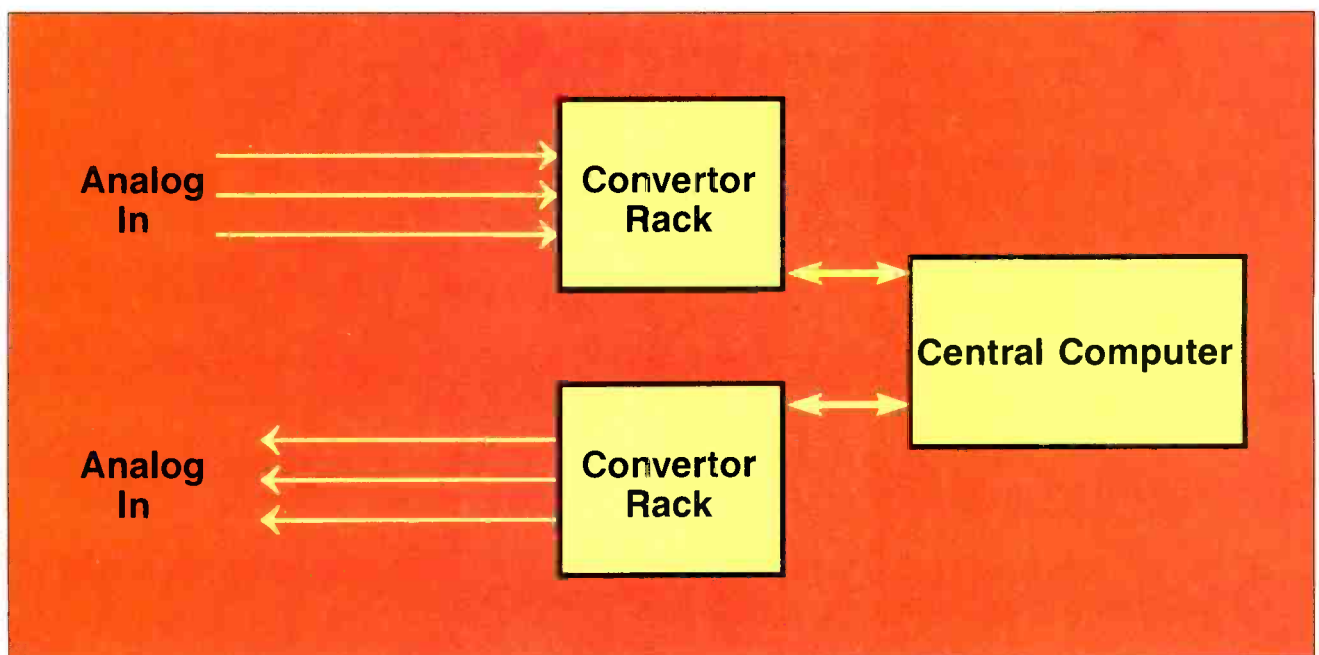 Analog
In
Convertor
Rack
Central Computer
Analog
In
Convertor
Rack